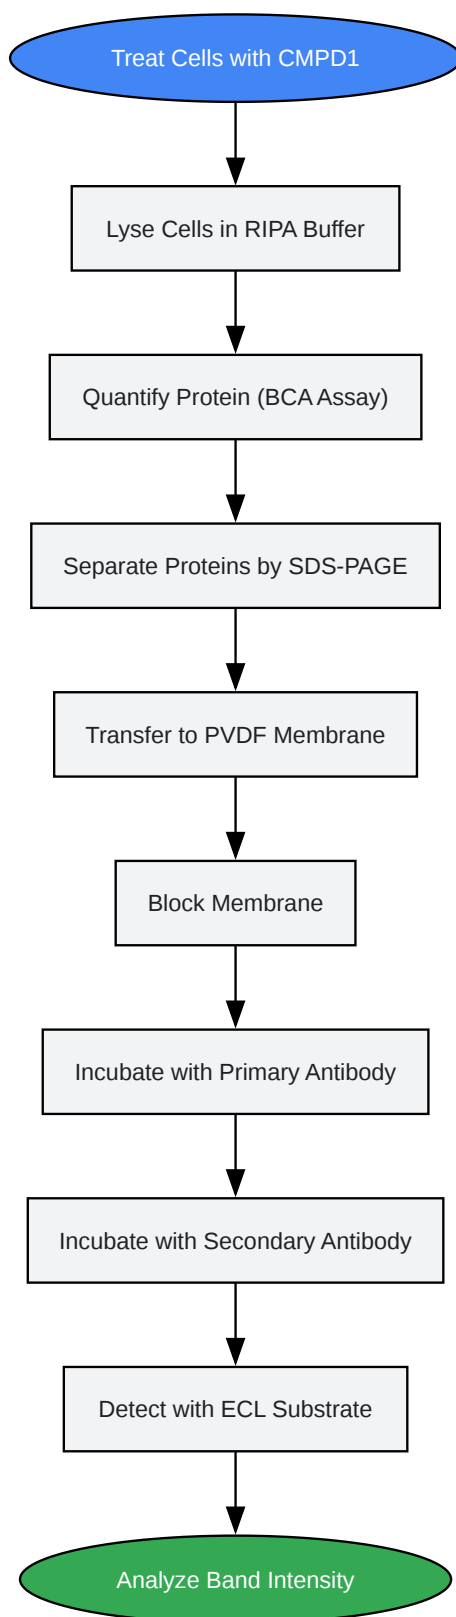 Treat Cells with CMPD1
Lyse Cells in RIPA Buffer
Quantify Protein (BCA Assay)
Separate Proteins by SDS-PAGE
Transfer to PVDF Membrane
Block Membrane
Incubate with Primary Antibody
Incubate with Secondary Antibody
Detect with ECL Substrate
Analyze Band Intensity